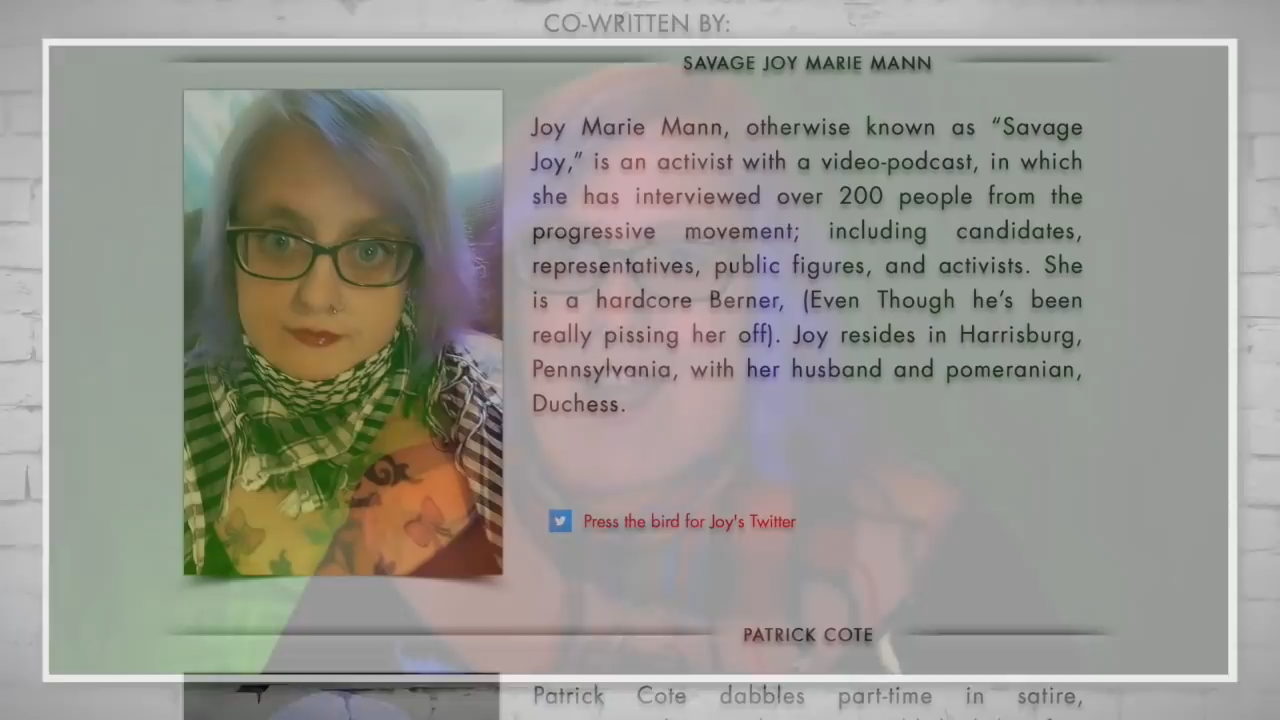 CO-WRITTEN BY:
SAVAGE JOY MARIE MANN
Joy Marie Mann, otherwise known as “Savage
Joy,” is an activist with a video-podcast, in which
she has interviewed over 200 people from the
progressive movement; including candidates,
representatives, public figures, and activists. She
is a hardcore Berner, (Even Though he’s been
really pissing her off). Joy resides in Harrisburg,
Pennsylvania, with her husband and pomeranian,
Duchess.
Press the bird for Joy's Twitter
PATRICK COTE
Patrick Cote dabbles part-time in satire,